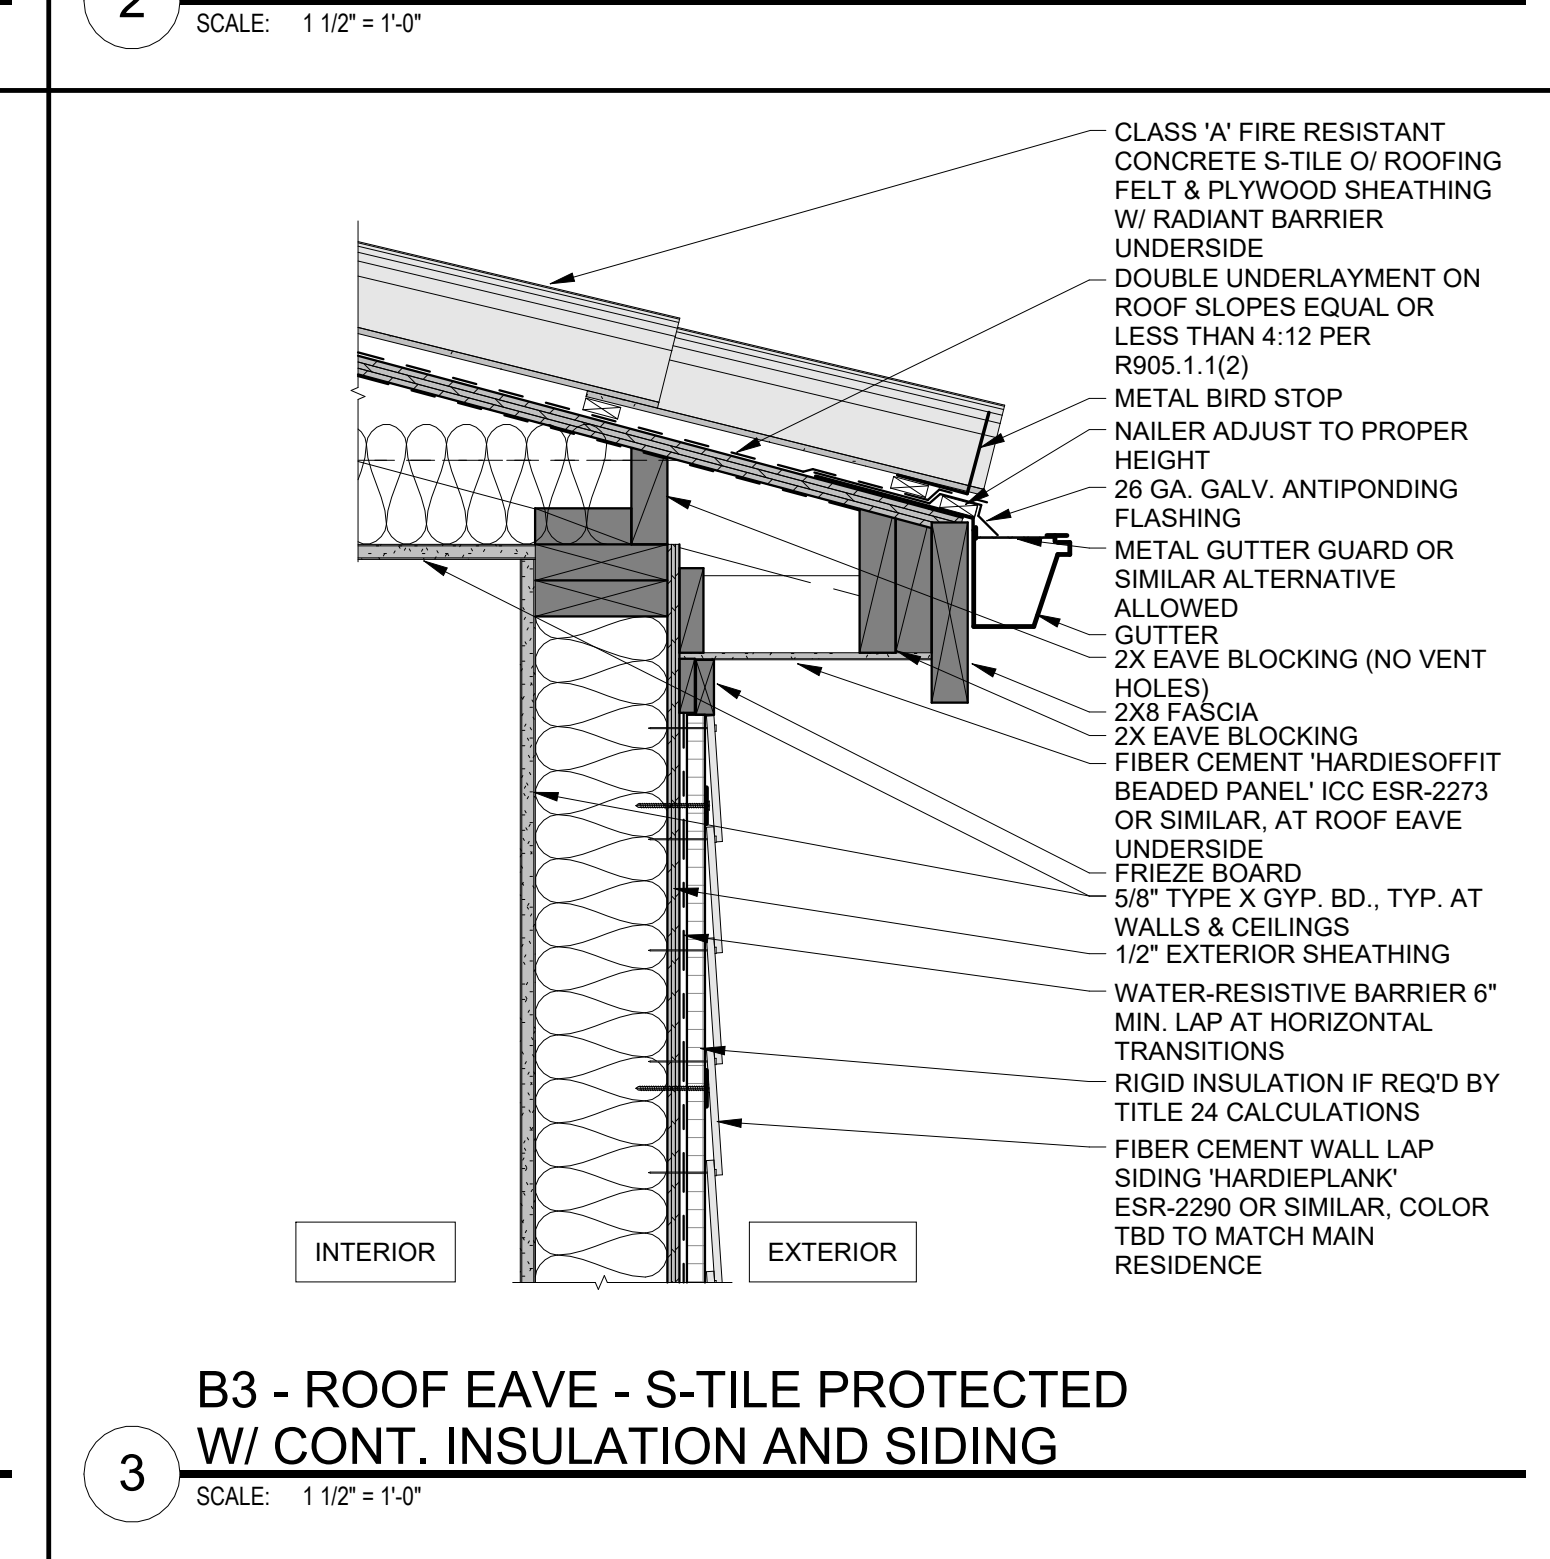 2
SCALE: 1 1/2" = 1'-0"
CLASS 'A' FIRE RESISTANT
CONCRETE S-TILE O/ ROOFING
FELT & PLYWOOD SHEATHING
W/ RADIANT BARRIER
UNDERSIDE
DOUBLE UNDERLAYMENT ON
ROOF SLOPES EQUAL OR
LESS THAN 4:12 PER
R905.1.1(2)
METAL BIRD STOP
NAILER ADJUST TO PROPER
HEIGHT
26 GA. GALV. ANTIPONDING
FLASHING
METAL GUTTER GUARD OR
SIMILAR ALTERNATIVE
ALLOWED
GUTTER
2X EAVE BLOCKING (NO VENT
HOLES)
2X8 FASCIA
2X EAVE BLOCKING
FIBER CEMENT 'HARDIESOFFIT
BEADED PANEL' ICC ESR-2273
OR SIMILAR, AT ROOF EAVE
UNDERSIDE
FRIEZE BOARD
5/8" TYPE X GYP. BD., TYP. AT
WALLS & CEILINGS
1/2" EXTERIOR SHEATHING
WATER-RESISTIVE BARRIER 6"
MIN. LAP AT HORIZONTAL
TRANSITIONS
RIGID INSULATION IF REQ'D BY
TITLE 24 CALCULATIONS
FIBER CEMENT WALL LAP
SIDING 'HARDIEPLANK'
ESR-2290 OR SIMILAR, COLOR
TBD TO MATCH MAIN
RESIDENCE
INTERIOR
EXTERIOR
B3 - ROOF EAVE - S-TILE PROTECTED
W/ CONT. INSULATION AND SIDING
3
SCALE: 1 1/2" = 1'-0"